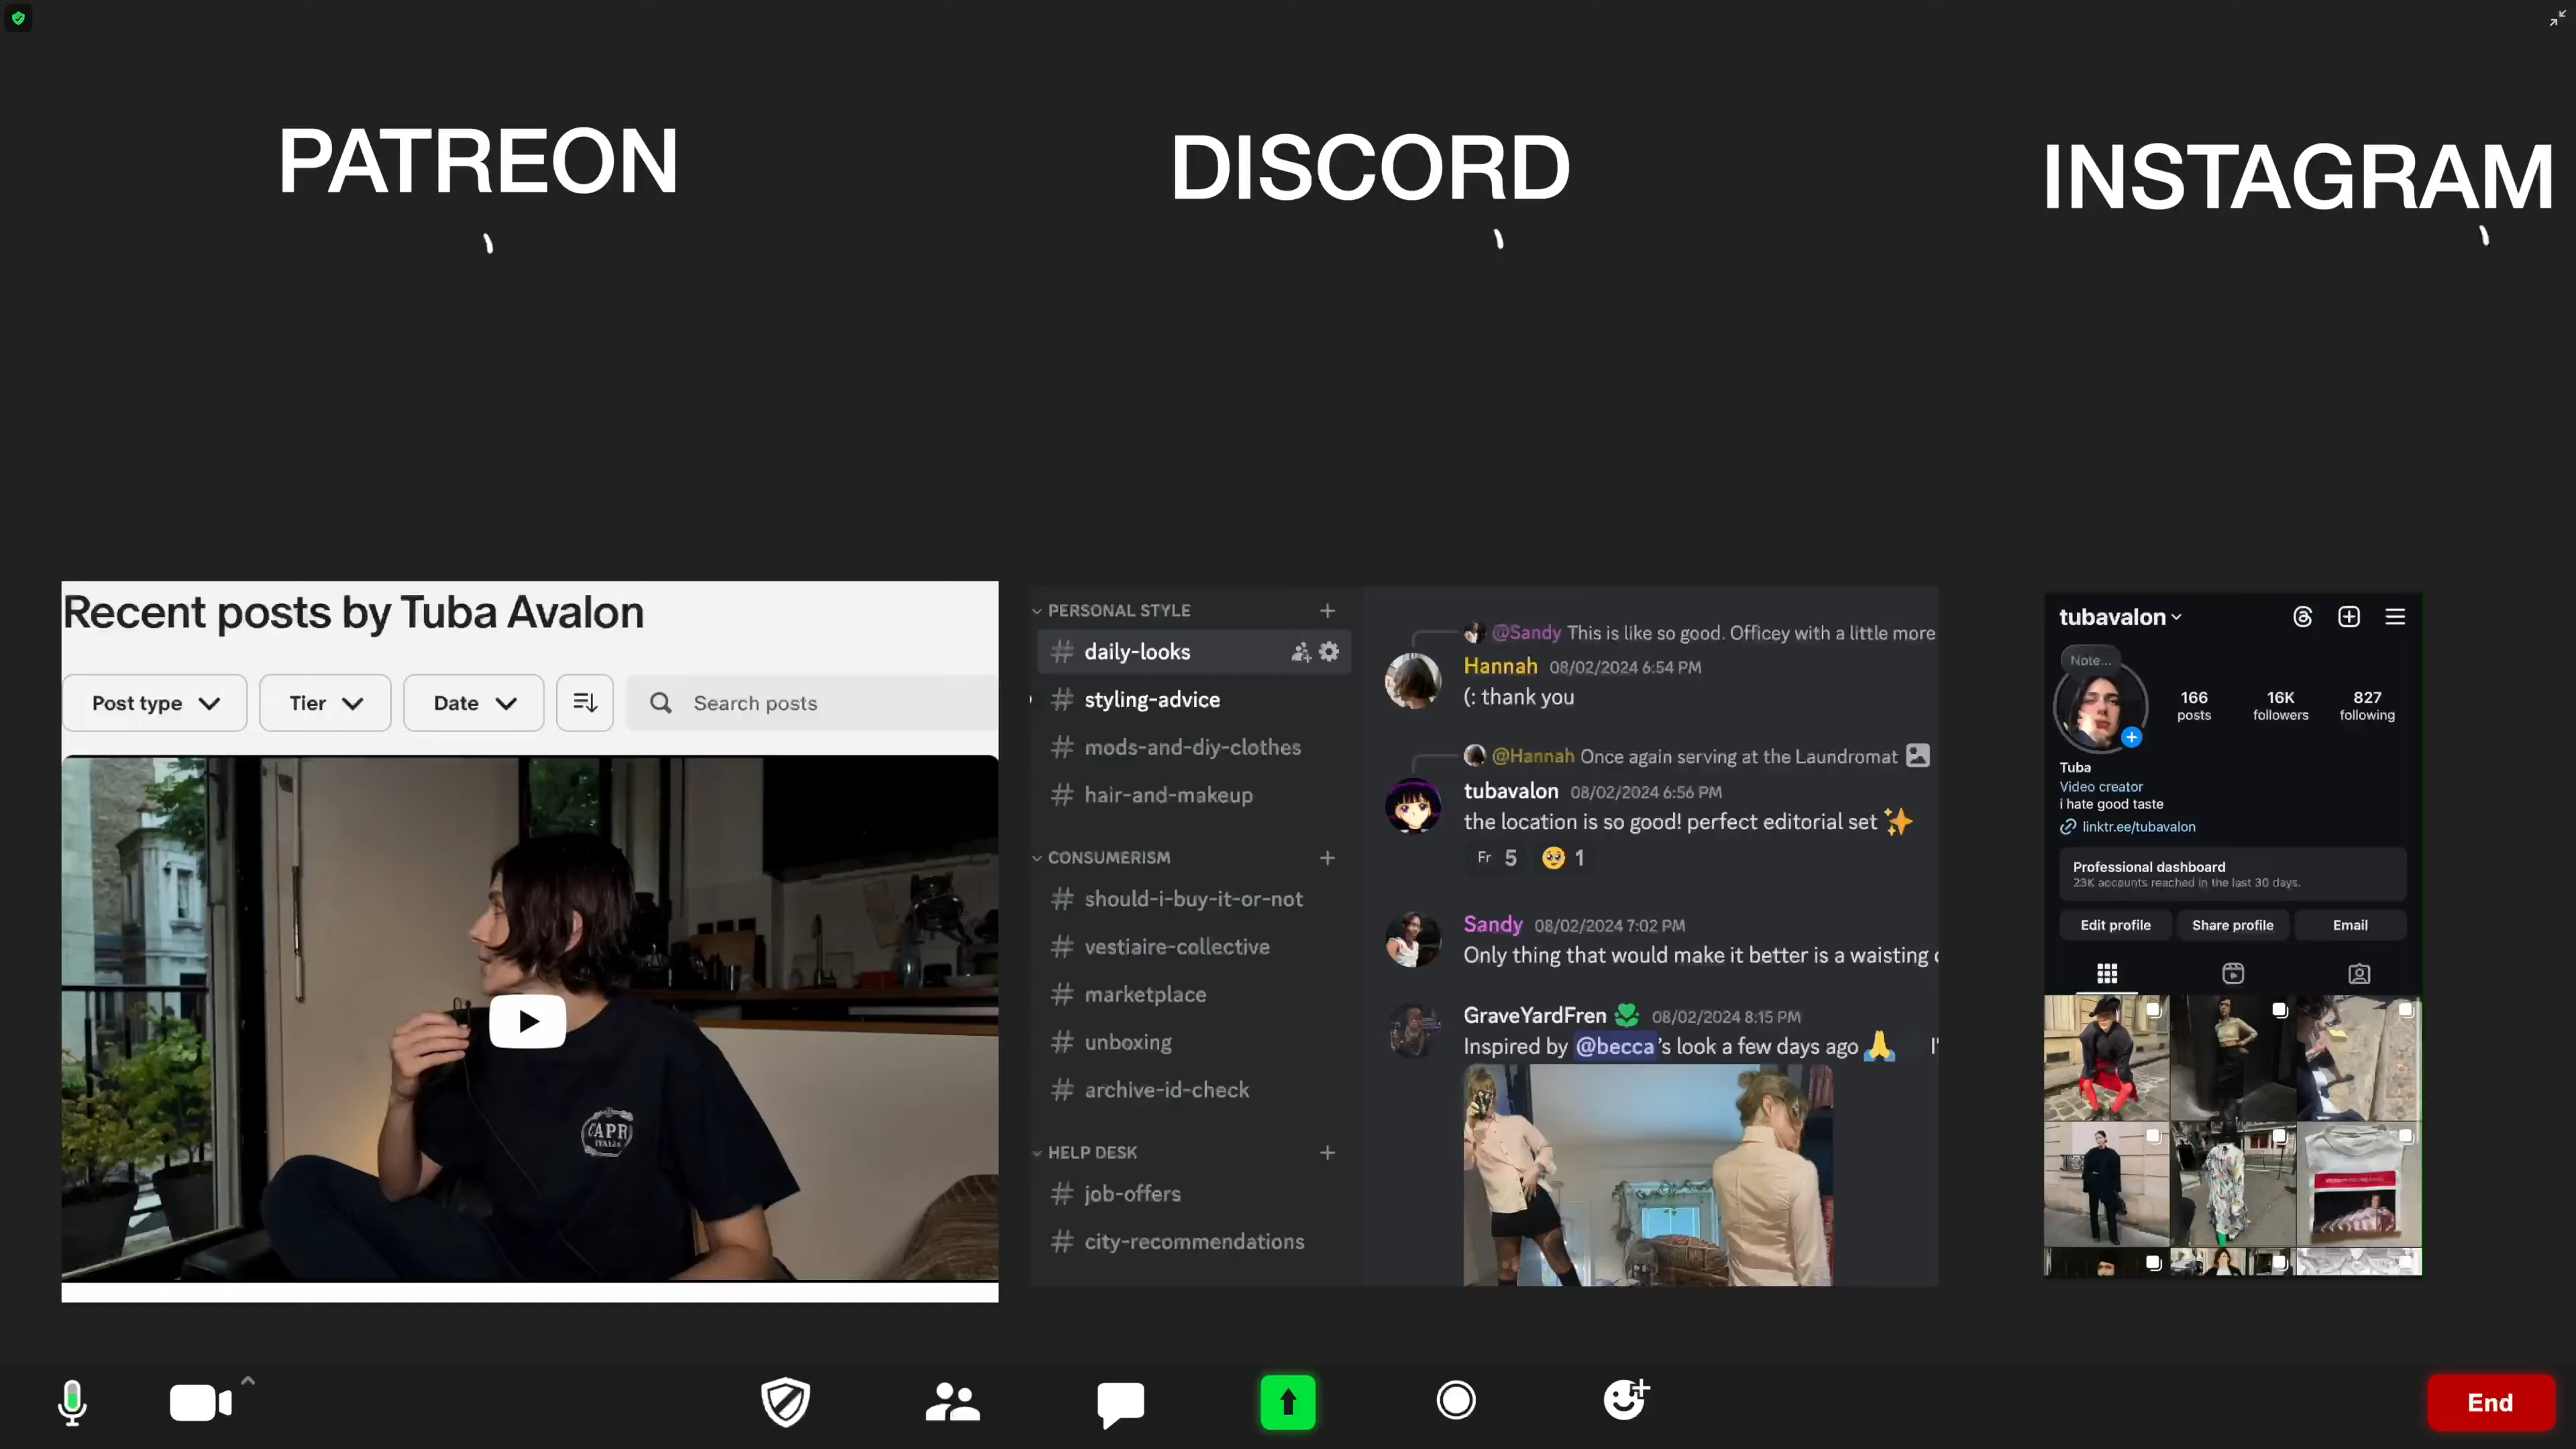 PATREON
DISCORD
INSTAGRAM
Recent posts by Tuba Avalon
Post type
Tier
Date
Search posts
CAPRI
ITALIA
PERSONAL STYLE
# daily-looks
# styling-advice
# mods-and-diy-clothes
# hair-and-makeup
CONSUMERISM
# should-i-buy-it-or-not
# vestiaire-collective
# marketplace
# unboxing
# archive-id-check
HELP DESK
# job-offers
# city-recommendations
@Sandy This is like so good. Officey with a little more
Hannah 08/02/2024 6:54 PM
(: thank you
@Hannah Once again serving at the Laundromat
tubavalon 08/02/2024 6:56 PM
the location is so good! perfect editorial set ✨
Fr 5 🥹 1
Sandy 08/02/2024 7:02 PM
Only thing that would make it better is a waisting
GraveYardFren 08/02/2024 8:15 PM
Inspired by @becca's look a few days ago 🙏 I'
tubavalon
Note...
166 16K 827
posts followers following
Tuba
Video creator
i hate good taste
linktr.ee/tubavalon
Professional dashboard
23K accounts reached in the last 30 days.
Edit profile Share profile Email
End